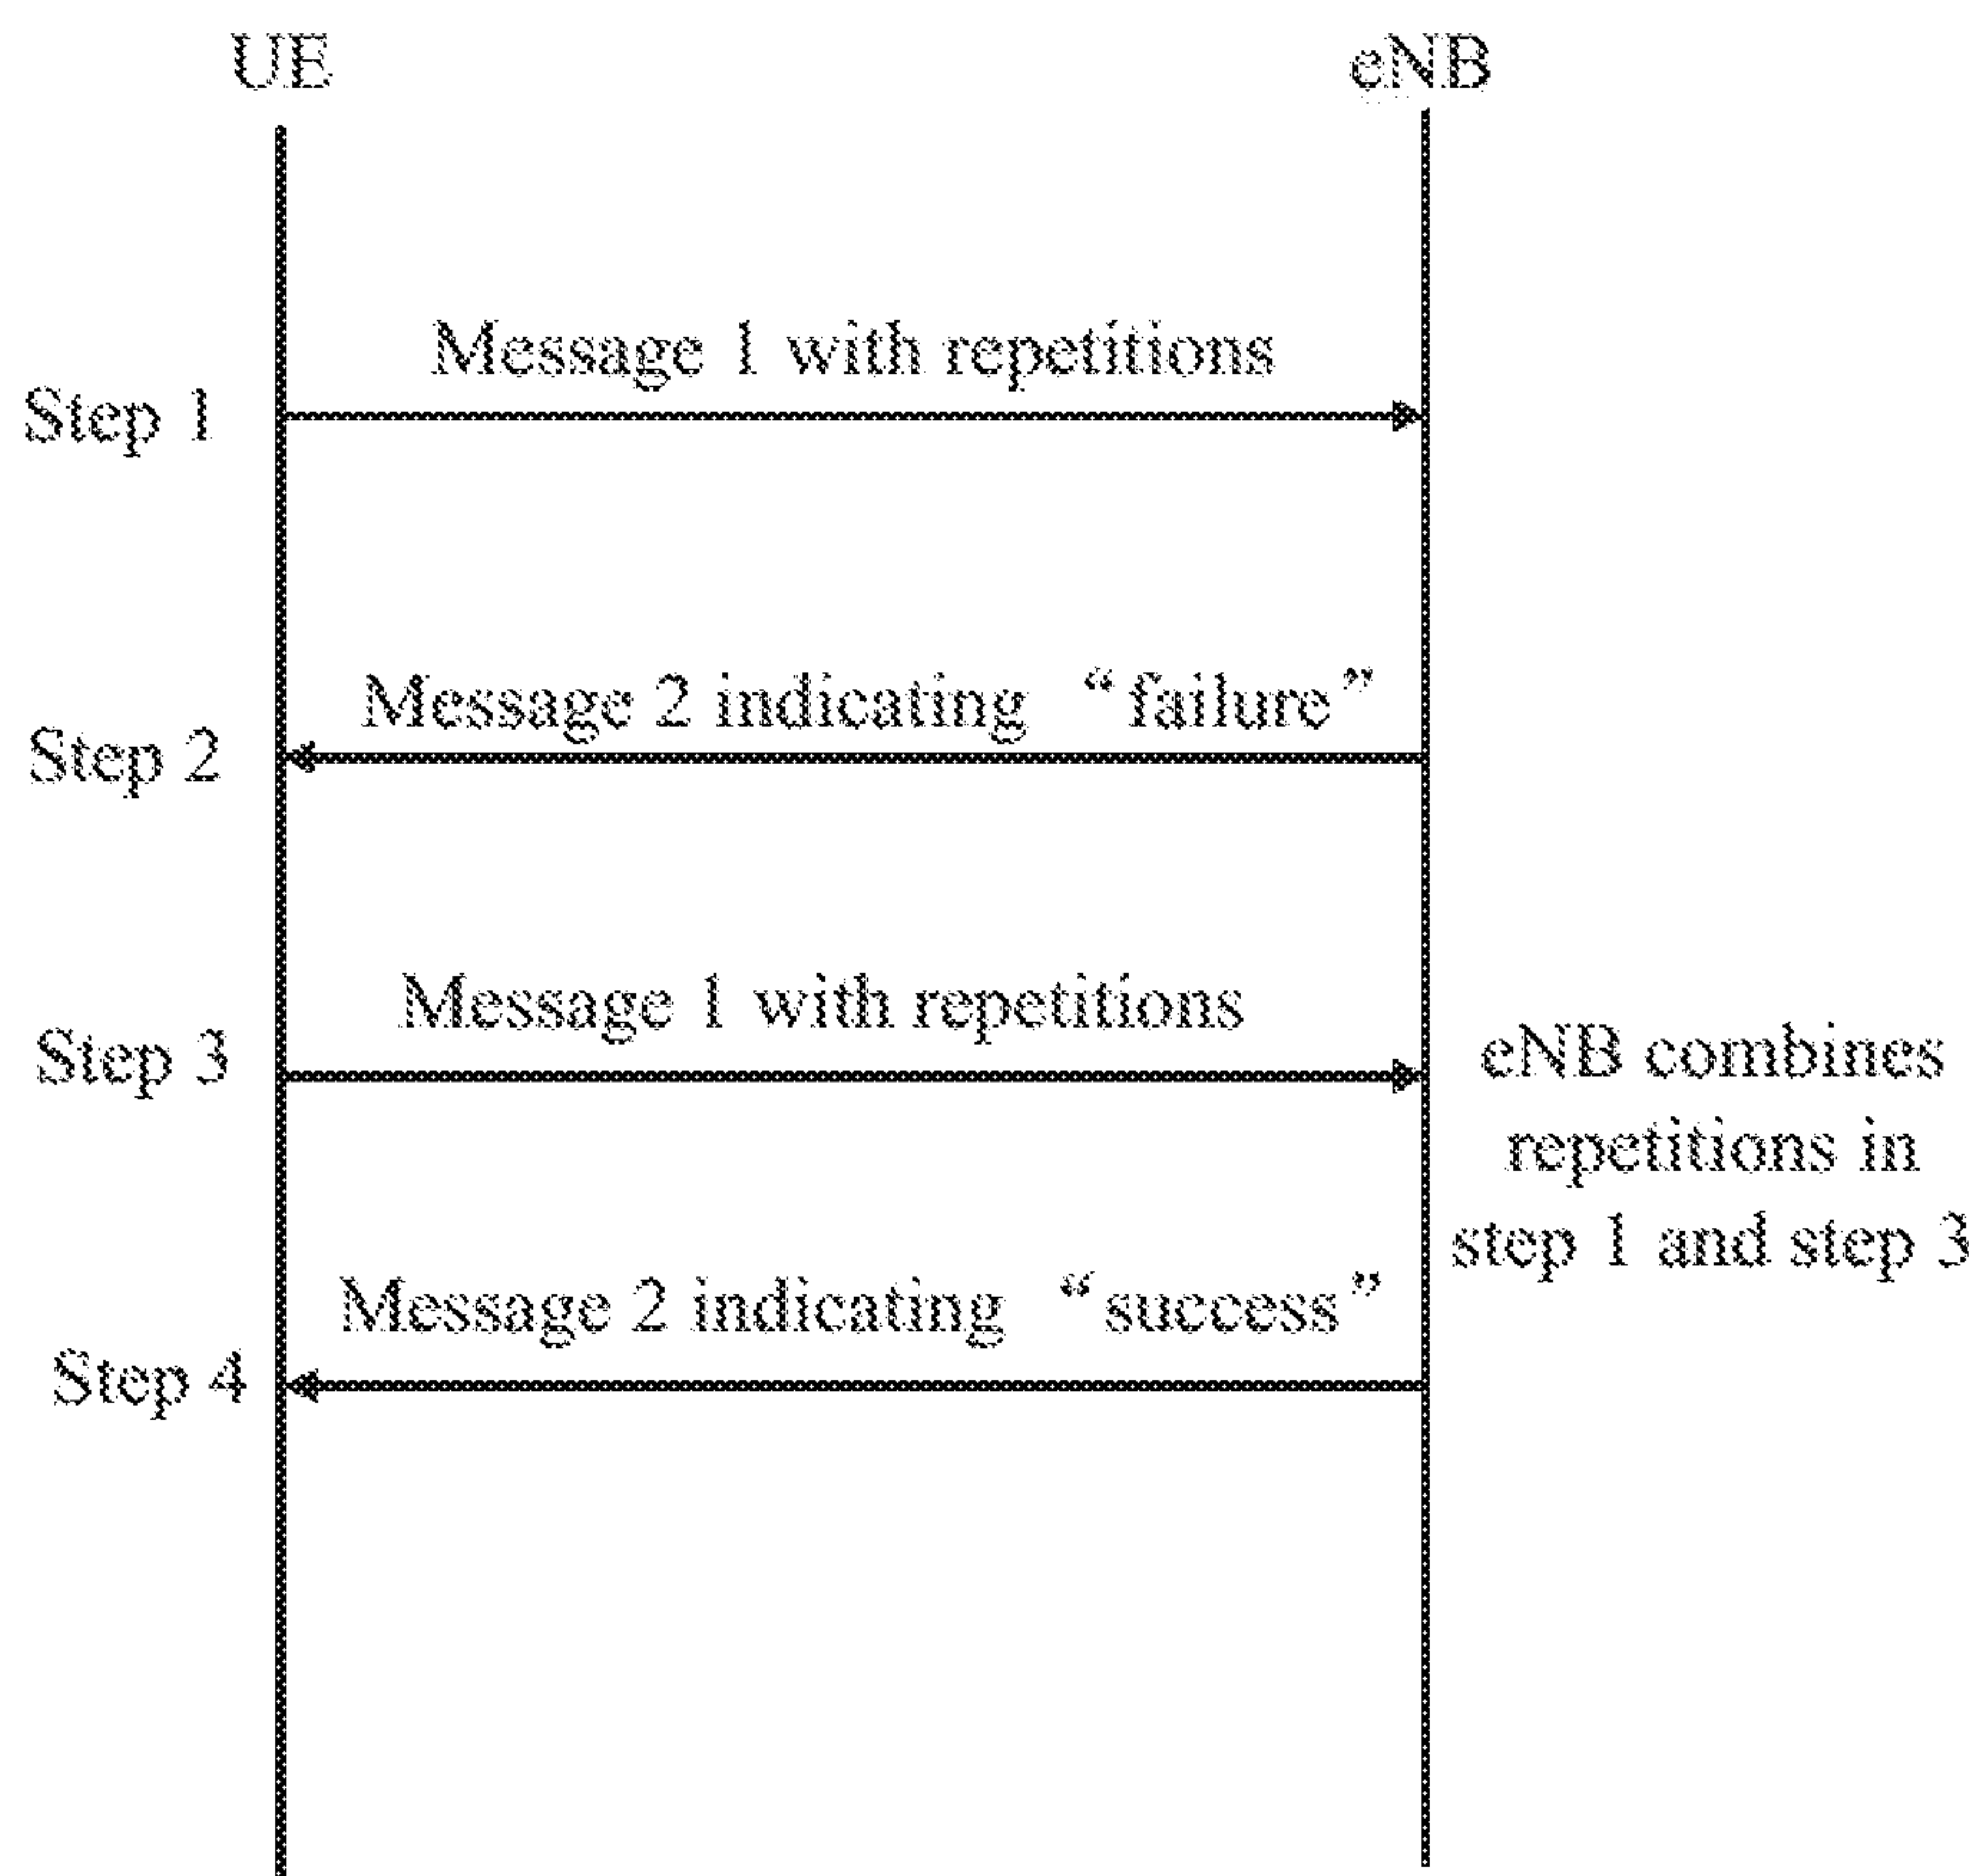 UE
eNB
Message 1 with repetitions
Step 1
Message 2 indicating “failure”
Step 2
Message 1 with repetitions
Step 3
eNB combines
repetitions in
step 1 and step 3
Message 2 indicating “success”
Step 4